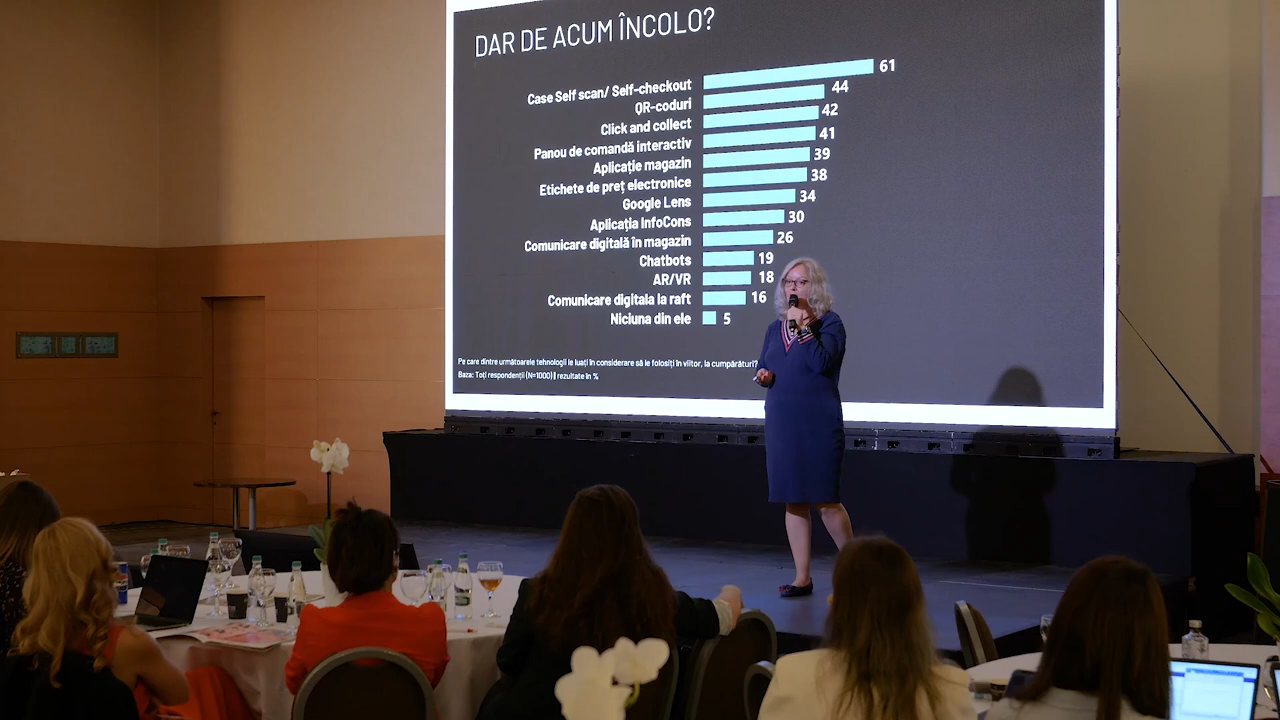 DAR DE ACUM ÎNCOLO?
Case Self scan/ Self-checkout 61
QR-coduri 44
Click and collect 42
Panou de comandă interactiv 41
Aplicație magazin 39
Etichete de preț electronice 38
Google Lens 34
Aplicația InfoCons 30
Comunicare digitală în magazin 26
Chatbots 19
AR/VR 18
Comunicare digitala la raft 16
Niciuna din ele 5
Pe care dintre următoarele tehnologii le luați în considerare să le folosiți în viitor, la cumpărături?
Baza: Toți respondenții (N=1000) || rezultate în %